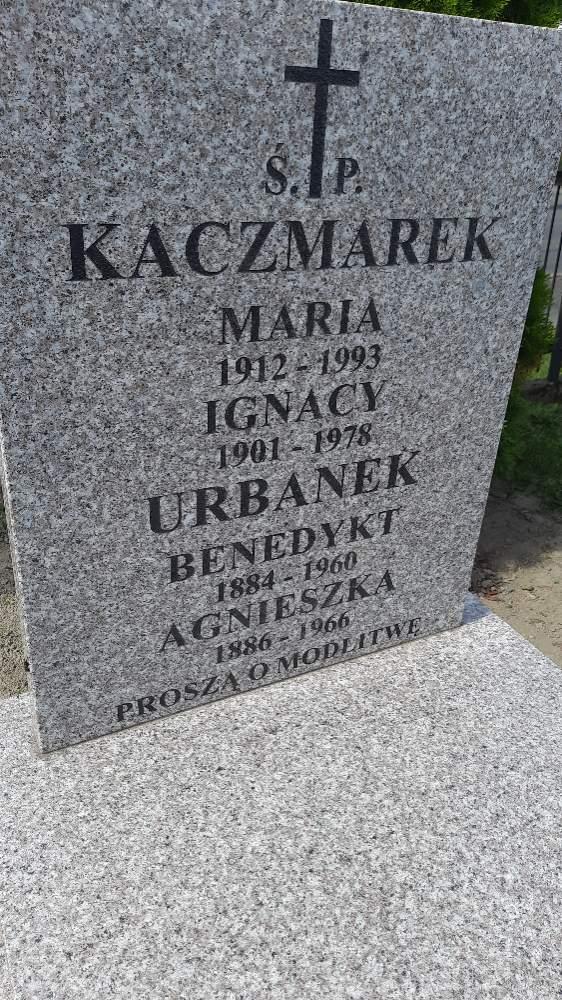 Ś. P.
KACZMAREK
MARIA
1912 - 1993
IGNACY
1901 - 1978
URBANEK
BENEDYKT
1884 - 1960
AGNIESZKA
1886 - 1966
PROSZĄ O MODLITWĘ